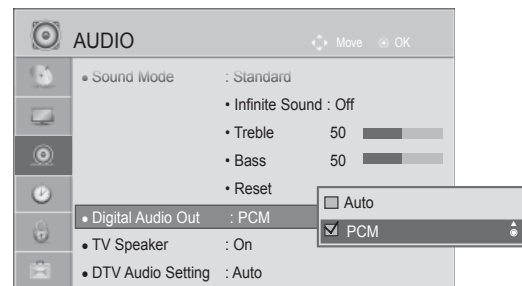 AUDIO Move OK
• Sound Mode : Standard
• Infinite Sound : Off
• Treble 50
• Bass 50
• Reset
Auto
• Digital Audio Out : PCM
PCM
• TV Speaker : On
• DTV Audio Setting : Auto